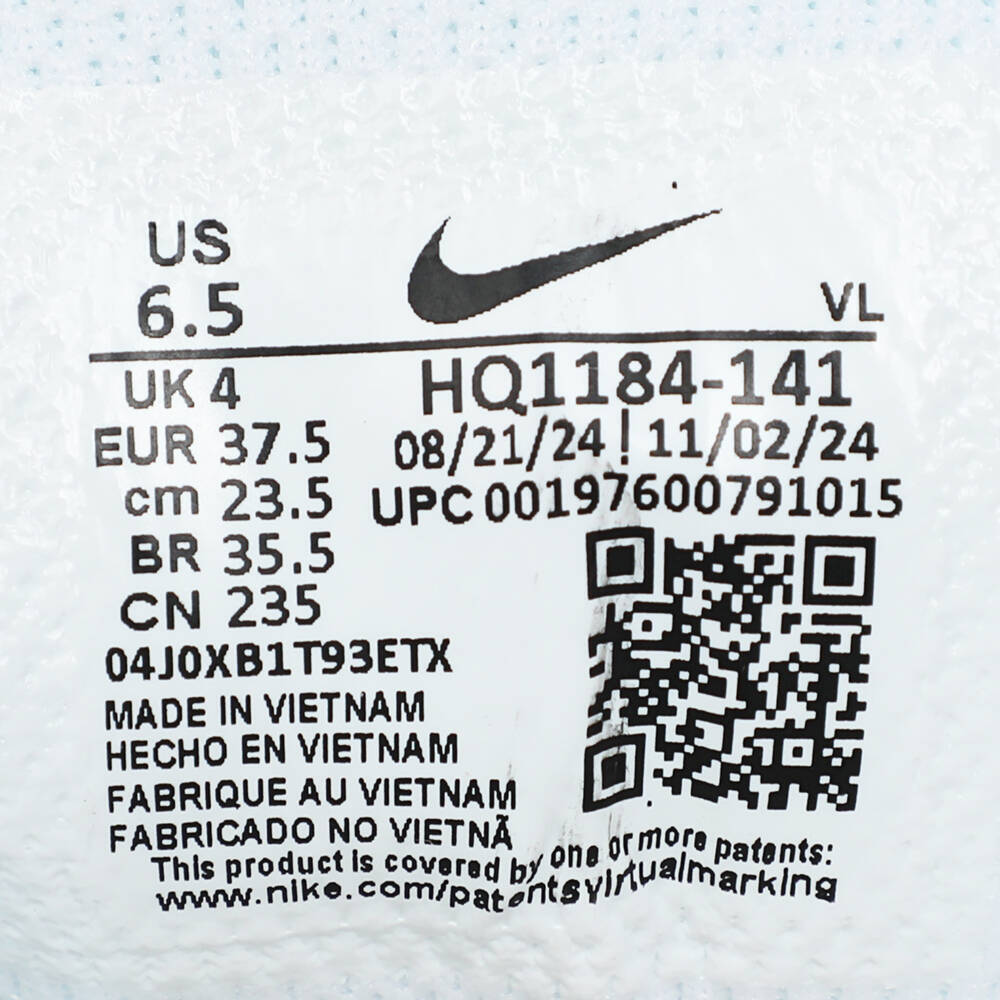 US
6.5
VL
UK 4
HQ1184-141
EUR 37.5
08/21/24 ! 11/02/24
cm 23.5
UPC 00197600791015
BR 35.5
CN 235
04J0XB1T93ETX
MADE IN VIETNAM
HECHO EN VIETNAM
FABRIQUE AU VIETNAM
FABRICADO NO VIETNÃ
This product is covered by one or more patents:
www.nike.com/patentsvirtualmarking